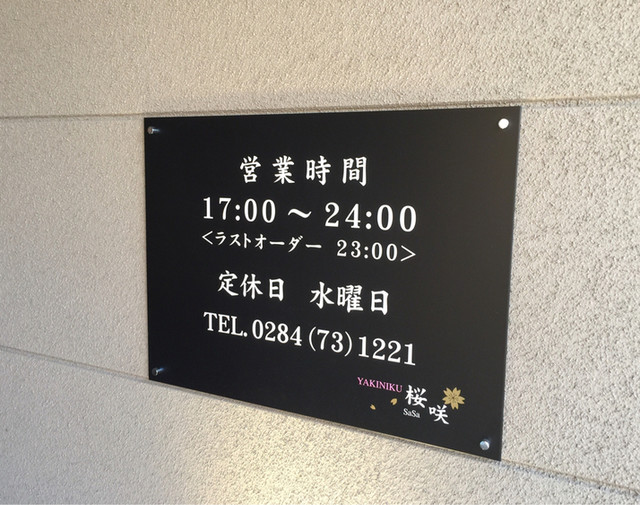 営業時間
17:00～24:00
<ラストオーダー 23:00>
定休日 水曜日
TEL.0284(73)1221
YAKINIKU 桜咲
SaSa